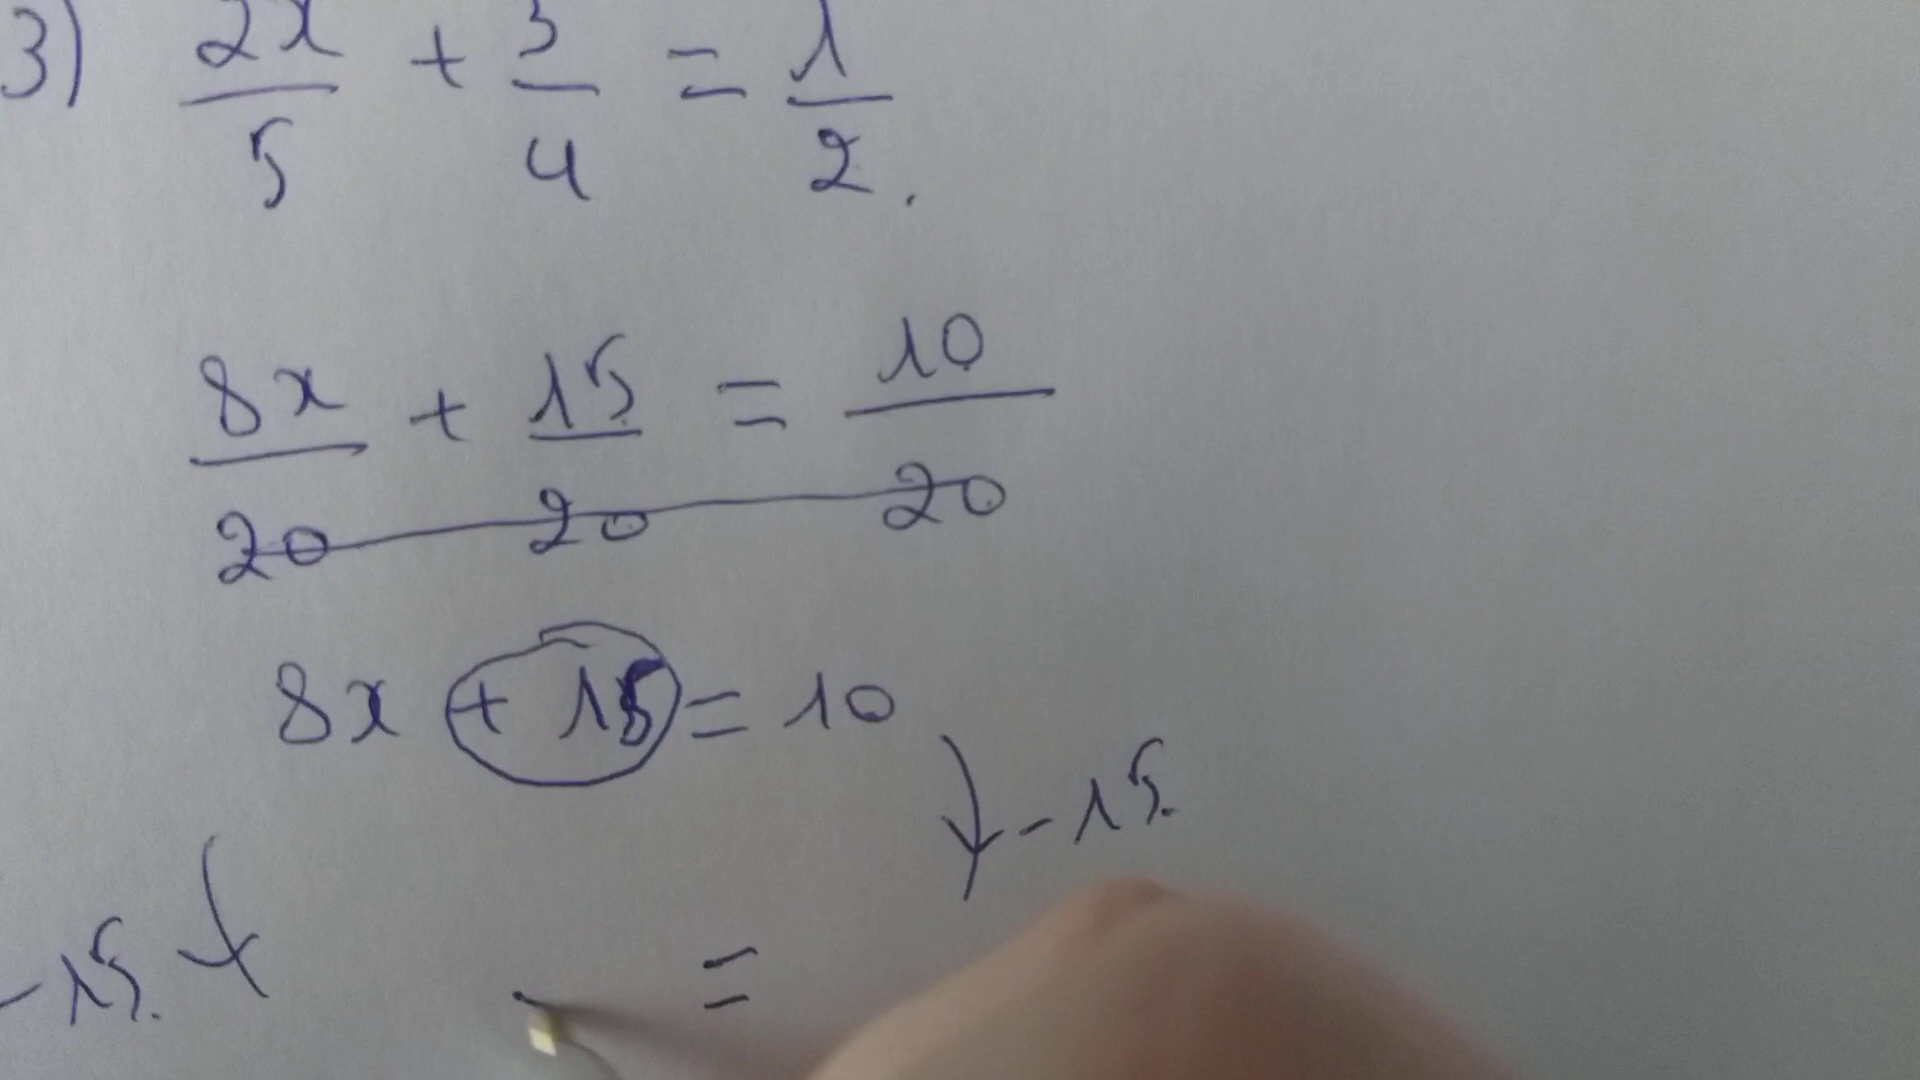 3) 2x/5 + 3/4 = 1/2.
8x/20 + 15/20 = 10/20
8x + 15 = 10
-15. -15.
=